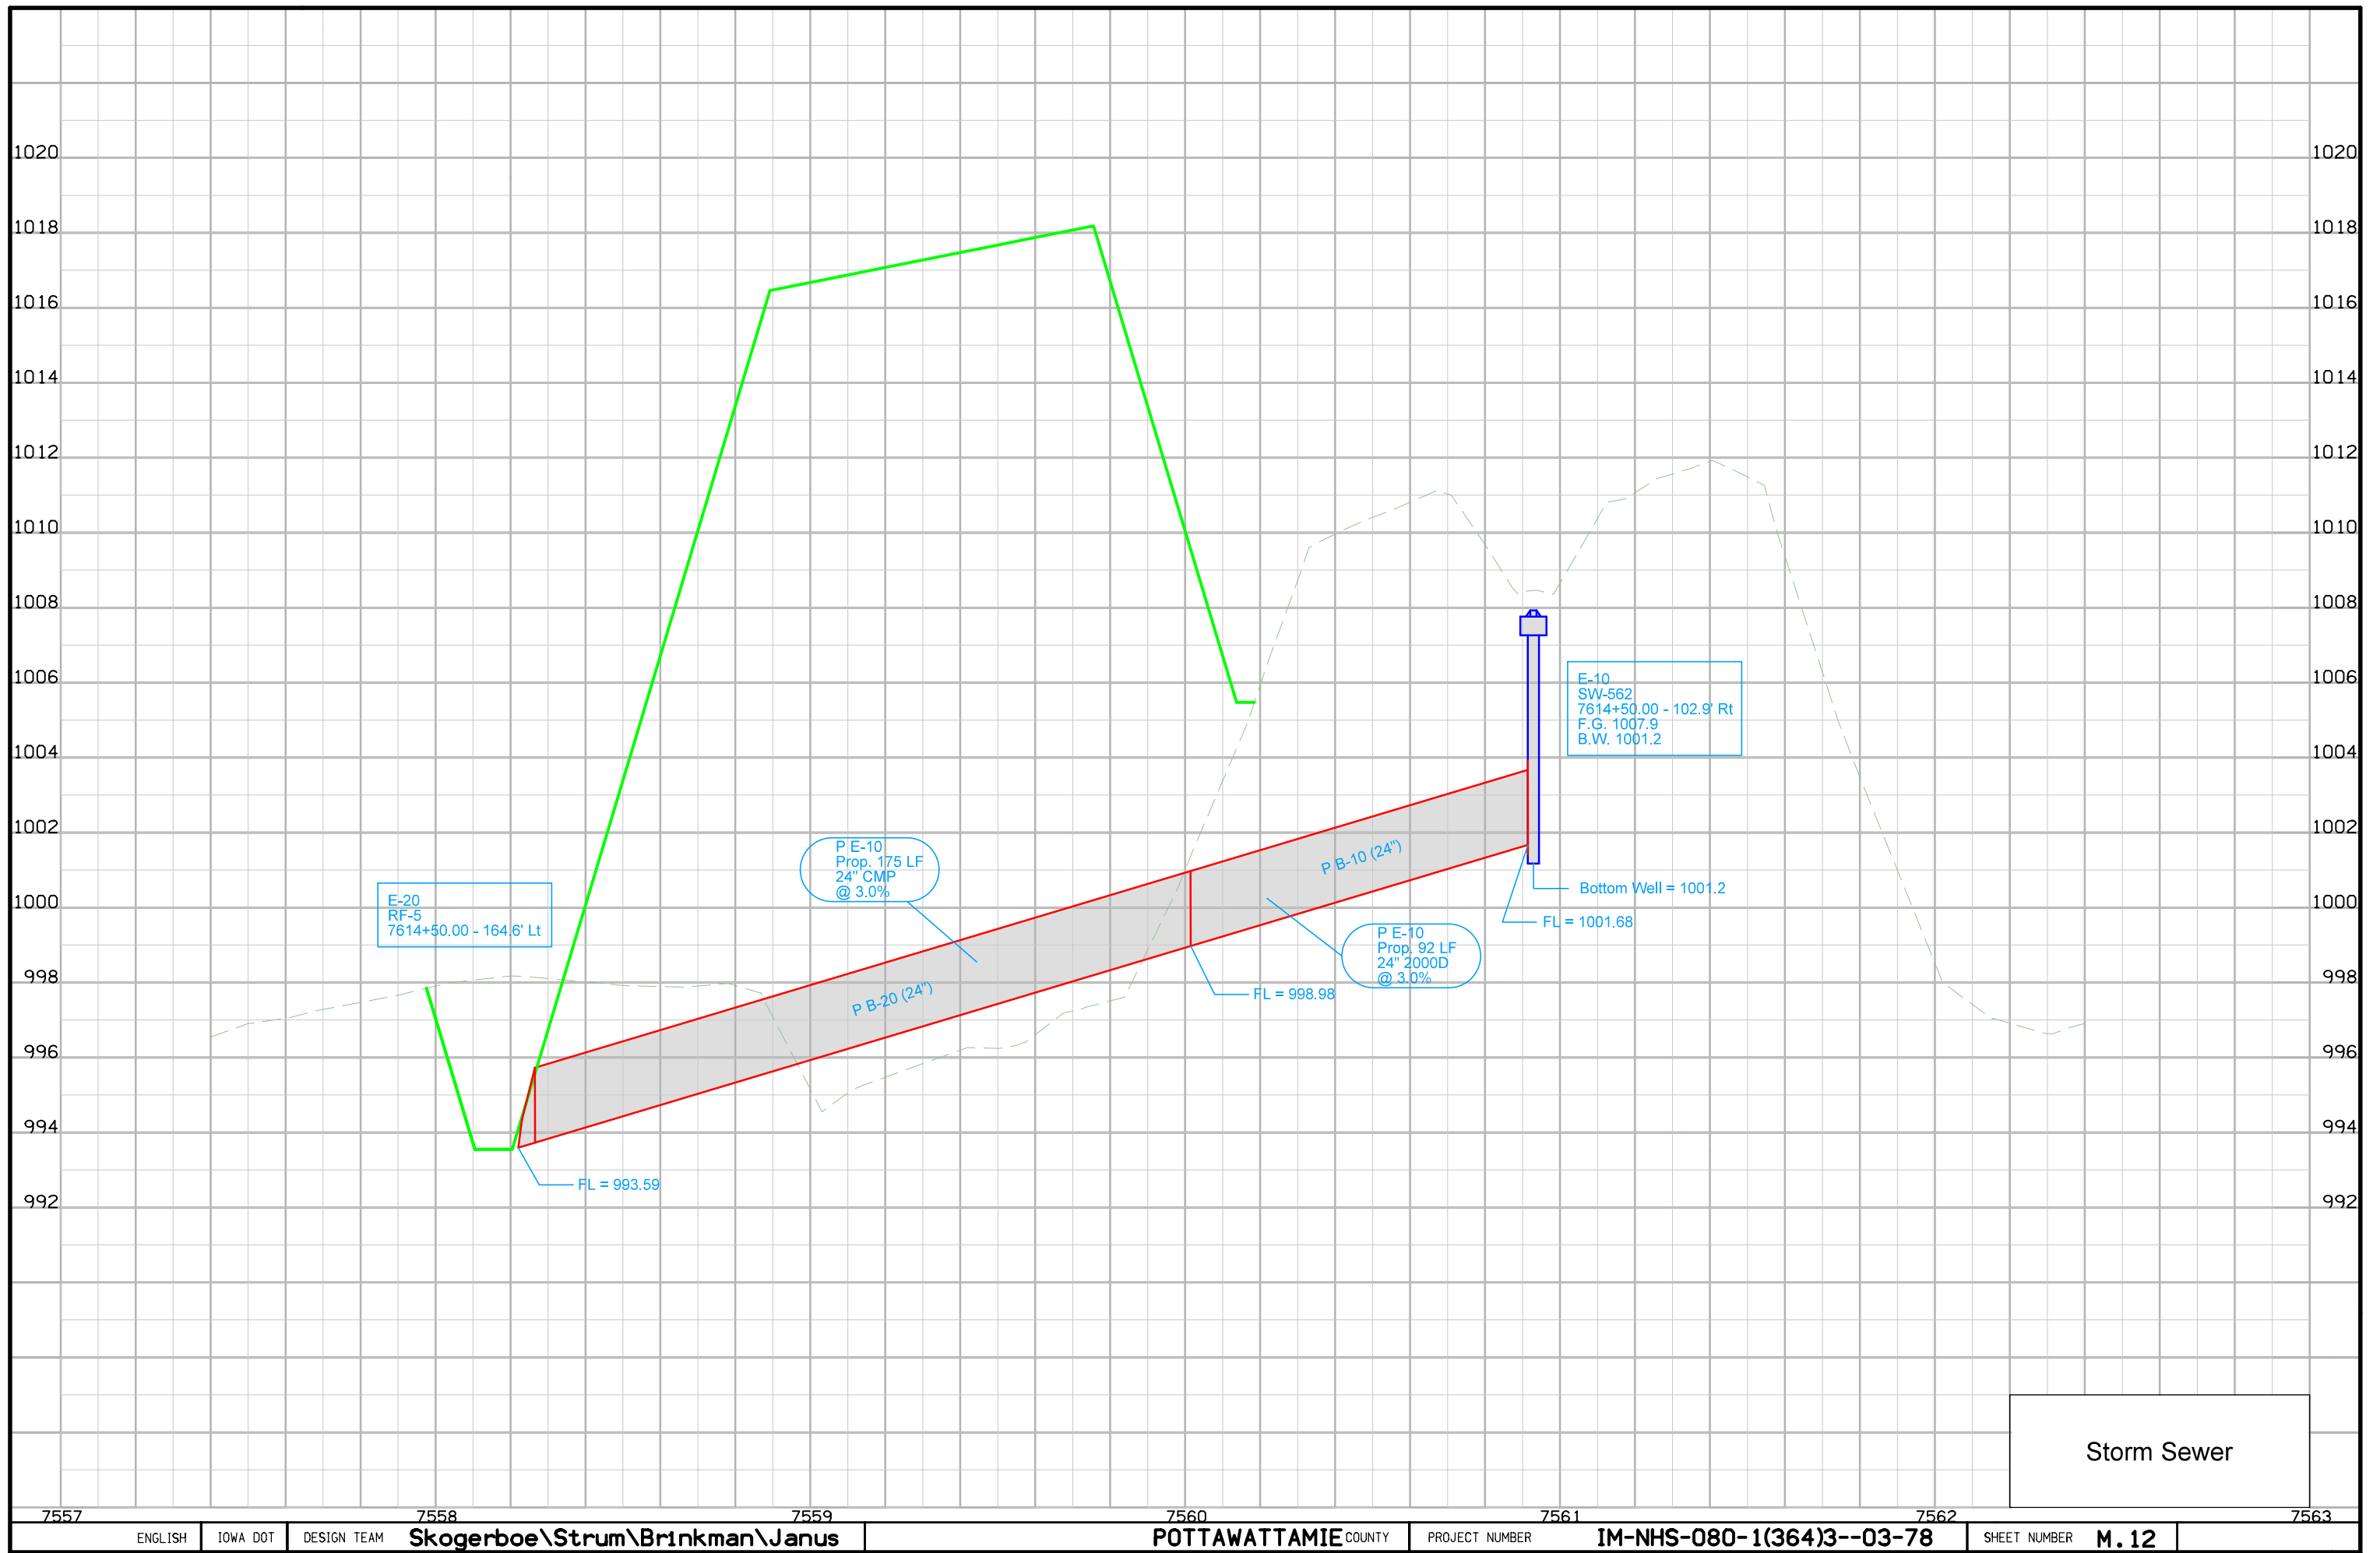 1020 1020
1018 1018
1016 1016
1014 1014
1012 1012
1010 1010
1008 1008
1006 1006
1004 1004
1002 1002
1000 1000
998 998
996 996
994 994
992 992
E-10
SW-562
7614+50.00 - 102.9' Rt
F.G. 1007.9
B.W. 1001.2
P E-10
Prop. 175 LF
24" CMP
@ 3.0%
P B-10 (24")
E-20
RF-5
7614+50.00 - 164.6' Lt
Bottom Well = 1001.2
FL = 1001.68
P E-10
Prop. 92 LF
24" 2000D
@ 3.0%
P B-20 (24")
FL = 998.98
FL = 993.59
Storm Sewer
7557 7558 7559 7560 7561 7562 7563
ENGLISH IOWA DOT DESIGN TEAM Skogerboe\Strum\Brinkman\Janus POTTAWATTAMIE COUNTY PROJECT NUMBER IM-NHS-080-1(364)3--03-78 SHEET NUMBER M.12